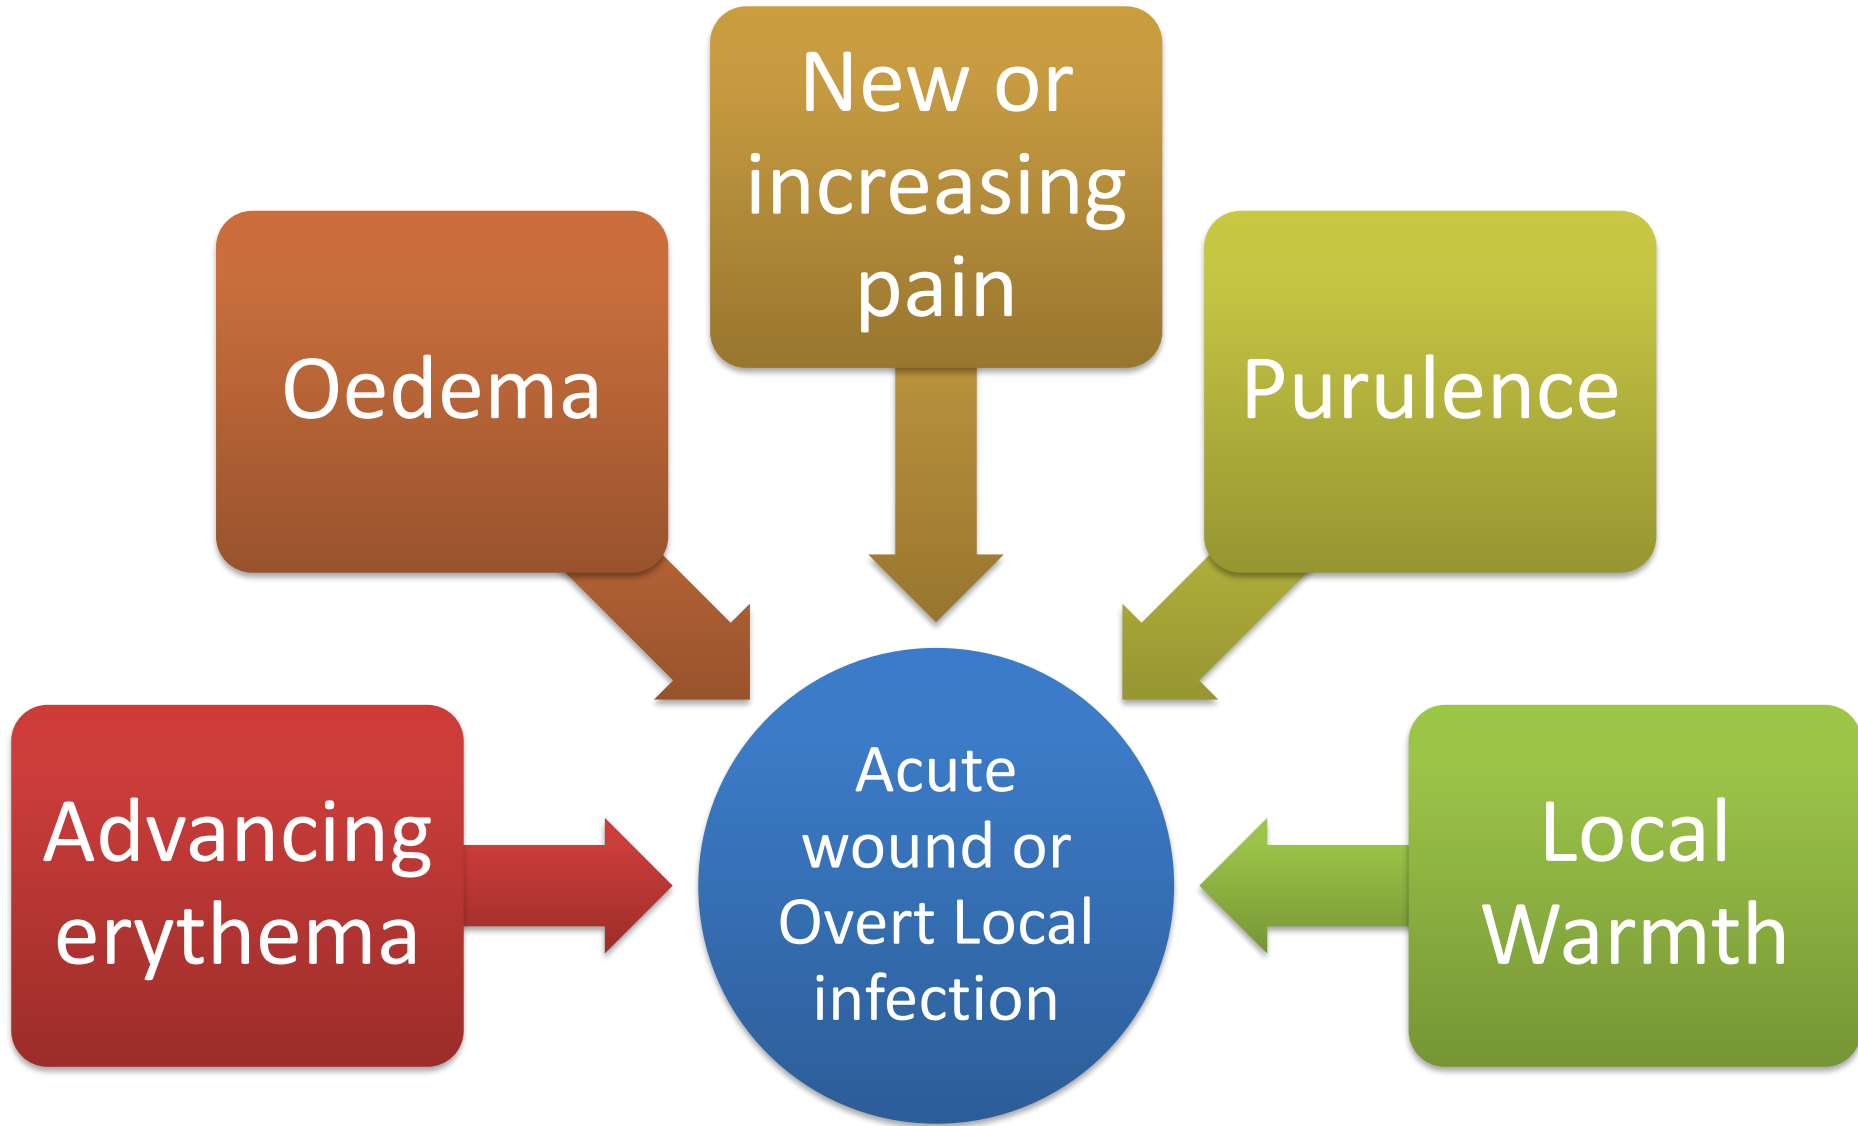 New or
increasing
pain
Oedema
Purulence
Advancing
erythema
Acute
wound or
Overt Local
infection
Local
Warmth